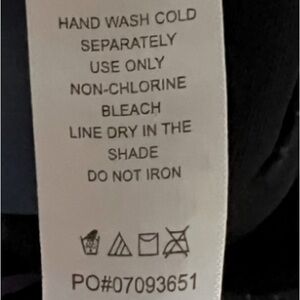 HAND WASH COLD
SEPARATELY
USE ONLY
NON-CHLORINE
BLEACH
LINE DRY IN THE
SHADE
DO NOT IRON
PO#07093651